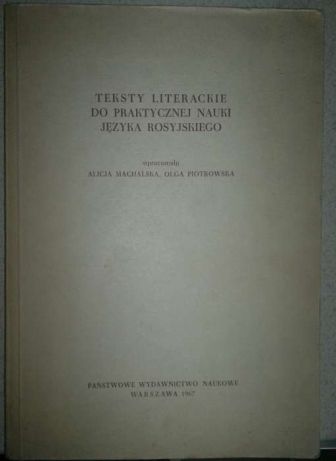 TEKSTY LITERACKIE
DO PRAKTYCZNEJ NAUKI
JĘZYKA ROSYJSKIEGO
opracowały
ALICJA MACHALSKA, OLGA PIOTROWSKA
PAŃSTWOWE WYDAWNICTWO NAUKOWE
WARSZAWA 1967